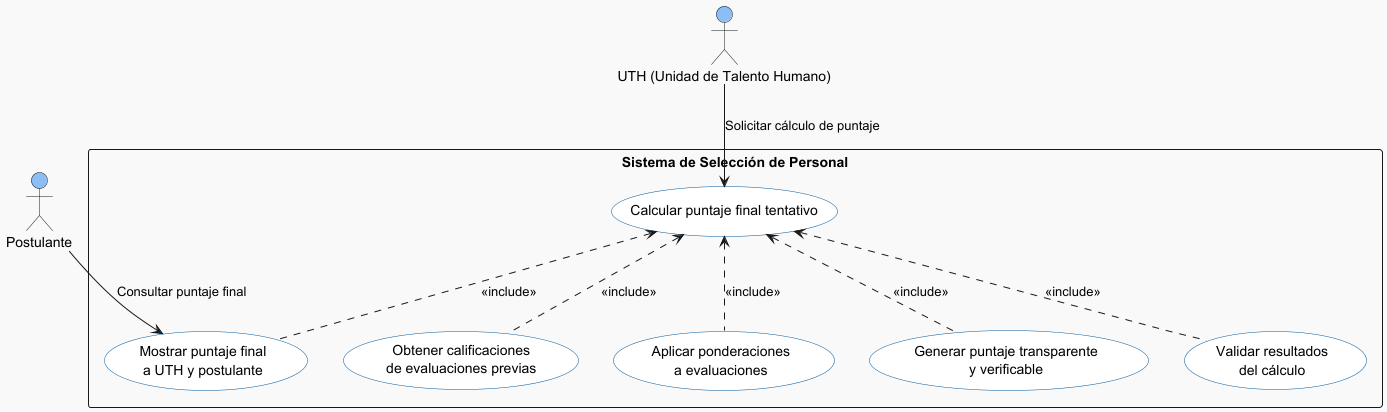 UTH (Unidad de Talento Humano)
Solicitar cálculo de puntaje
Sistema de Selección de Personal
Calcular puntaje final tentativo
Postulante
Consultar puntaje final
«include»
«include»
«include»
«include»
«include»
Mostrar puntaje final
a UTH y postulante
Obtener calificaciones
de evaluaciones previas
Aplicar ponderaciones
a evaluaciones
Generar puntaje transparente
y verificable
Validar resultados
del cálculo